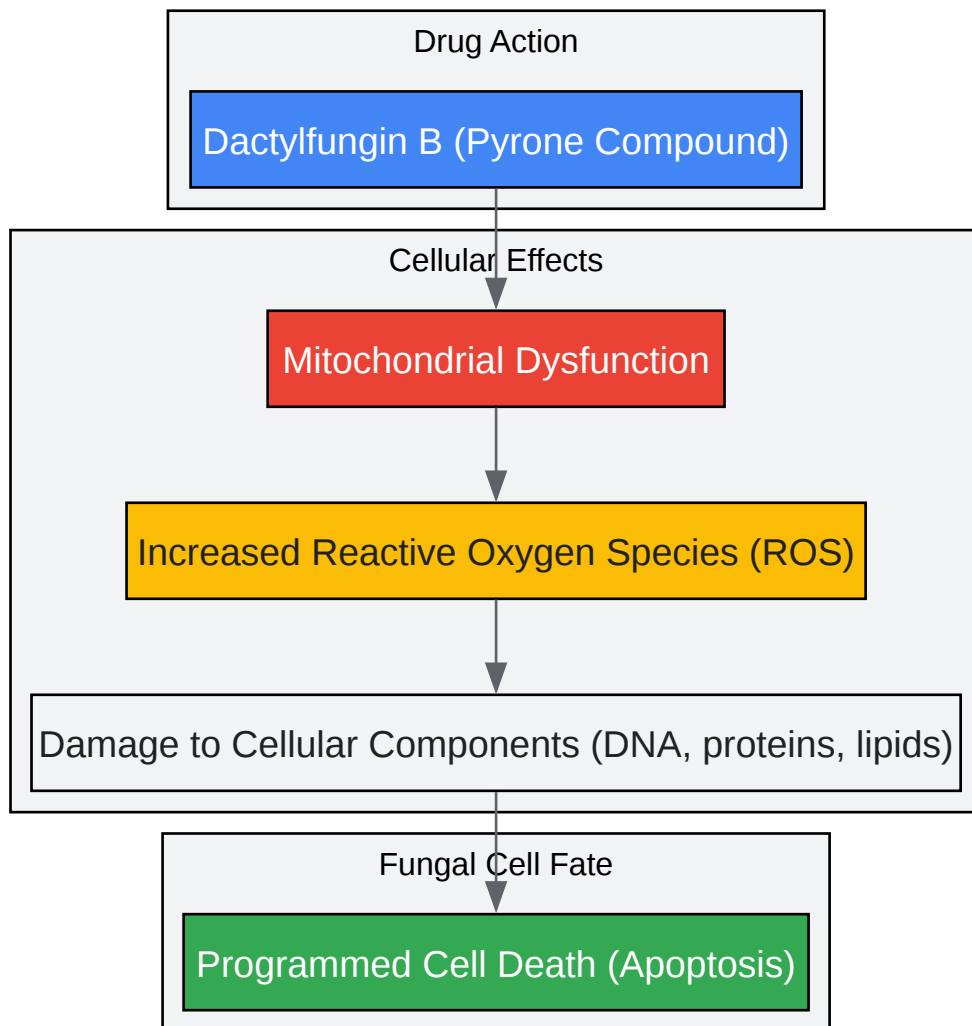 Drug Action
Dactylfungin B (Pyrone Compound)
Cellular Effects
Mitochondrial Dysfunction
Increased Reactive Oxygen Species (ROS)
Damage to Cellular Components (DNA, proteins, lipids)
Fungal Cell Fate
Programmed Cell Death (Apoptosis)